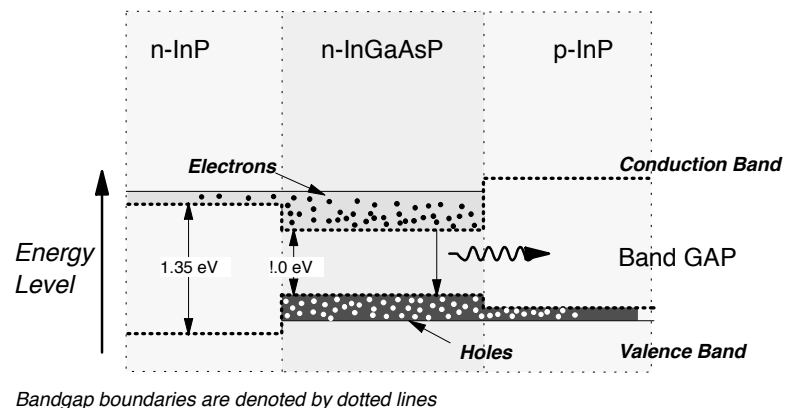 n-InP
n-InGaAsP
p-InP
Electrons
Conduction Band
Energy
Level
1.35 eV
!.0 eV
Band GAP
Holes
Valence Band
Bandgap boundaries are denoted by dotted lines